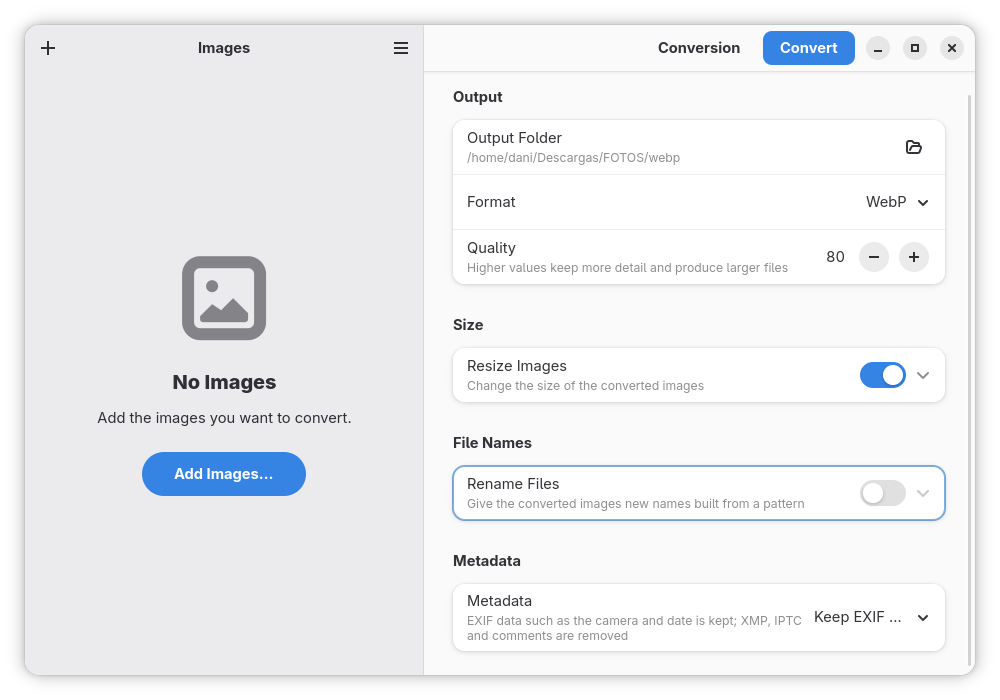 Images
No Images
Add the images you want to convert.
Add Images...
Conversion
Convert
Output
Output Folder
/home/dani/Descargas/FOTOS/webp
Format
WebP
Quality
Higher values keep more detail and produce larger files
80
Size
Resize Images
Change the size of the converted images
File Names
Rename Files
Give the converted images new names built from a pattern
Metadata
Metadata
EXIF data such as the camera and date is kept; XMP, IPTC
and comments are removed
Keep EXIF ...